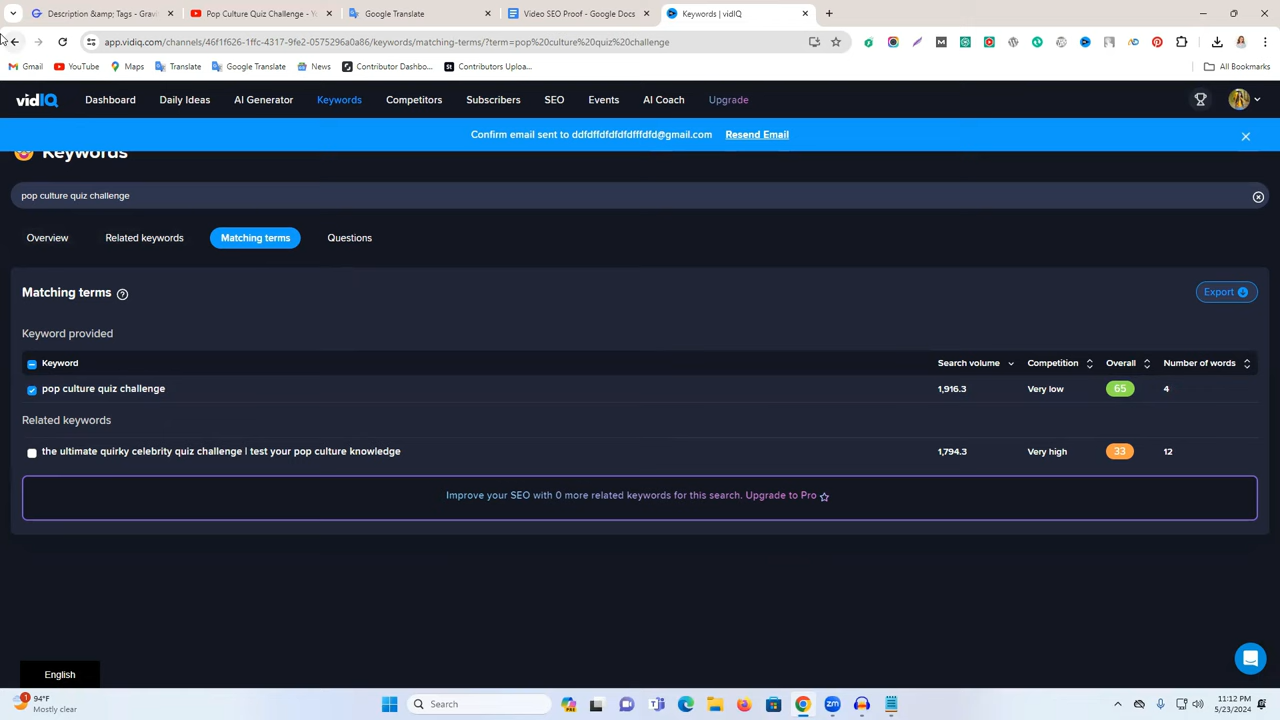 Description &amp; Tags - Gravi
Pop Culture Quiz Challenge - Yo
Google Translate
Video SEO Proof - Google Docs
Keywords | vidIQ
app.vidiq.com/channels/46f1f626-1ffc-4317-9fe2-0575296a0a86/keywords/matching-terms/?term=pop%20culture%20quiz%20challenge
Gmail
YouTube
Maps
Translate
Google Translate
News
Contributor Dashbo...
Contributors Uploa...
All Bookmarks
vidIQ
Dashboard
Daily Ideas
AI Generator
Keywords
Competitors
Subscribers
SEO
Events
AI Coach
Upgrade
Confirm email sent to ddfdffdfdfdfdfffdfd@gmail.com Resend Email
Keywords
pop culture quiz challenge
Overview
Related keywords
Matching terms
Questions
Matching terms
Export
Keyword provided
Keyword Search volume Competition Overall Number of words
pop culture quiz challenge 1,916.3 Very low 65 4
Related keywords
the ultimate quirky celebrity quiz challenge | test your pop culture knowledge 1,794.3 Very high 33 12
Improve your SEO with 0 more related keywords for this search. Upgrade to Pro
English
94°F
Mostly clear
Search
11:12 PM
5/23/2024